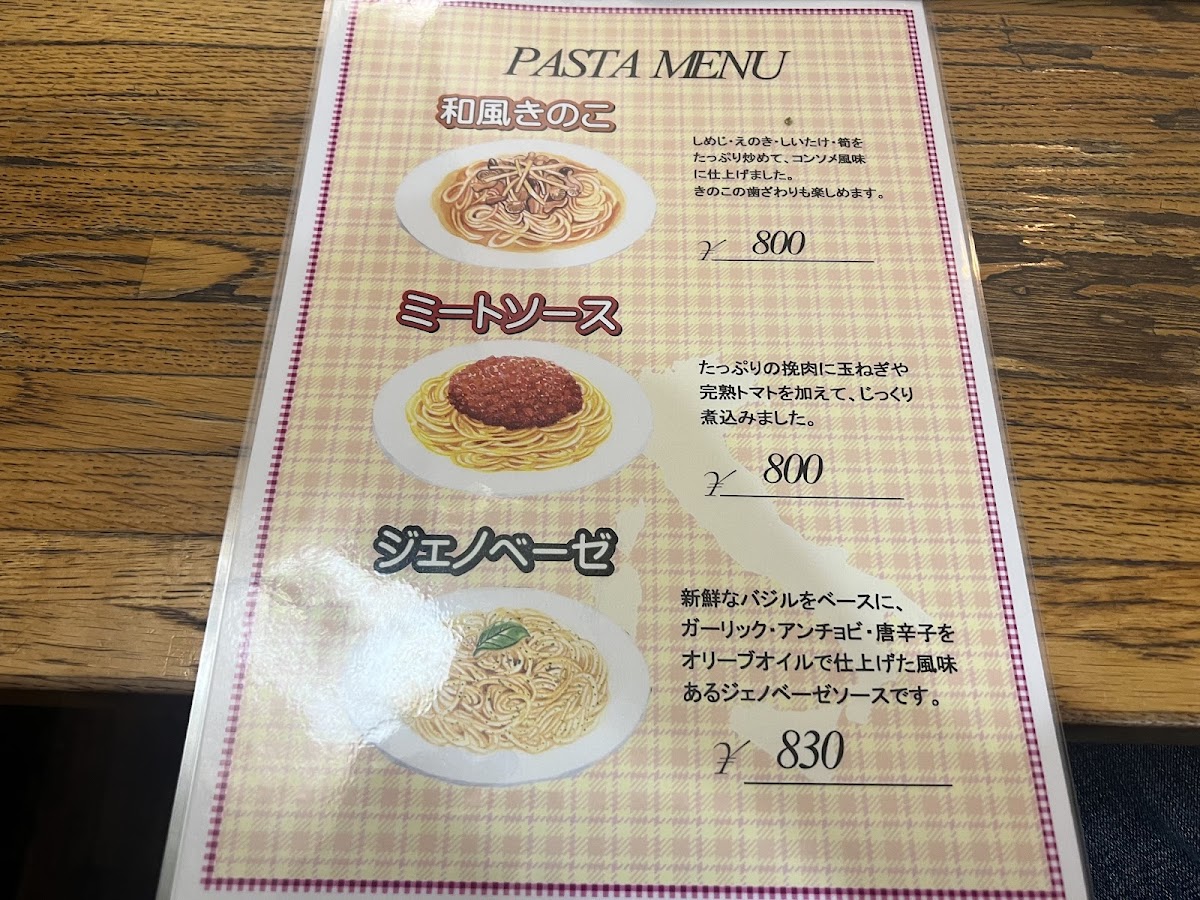 PASTA MENU
和風きのこ
しめじ・えのき・しいたけ・筍を
たっぷり炒めて、コンソメ風味
に仕上げました。
きのこの歯ざわりも楽しめます。
¥ 800
ミートソース
たっぷりの挽肉に玉ねぎや
完熟トマトを加えて、じっくり
煮込みました。
¥ 800
ジェノベーゼ
新鮮なバジルをベースに、
ガーリック・アンチョビ・唐辛子を
オリーブオイルで仕上げた風味
あるジェノベーゼソースです。
¥ 830